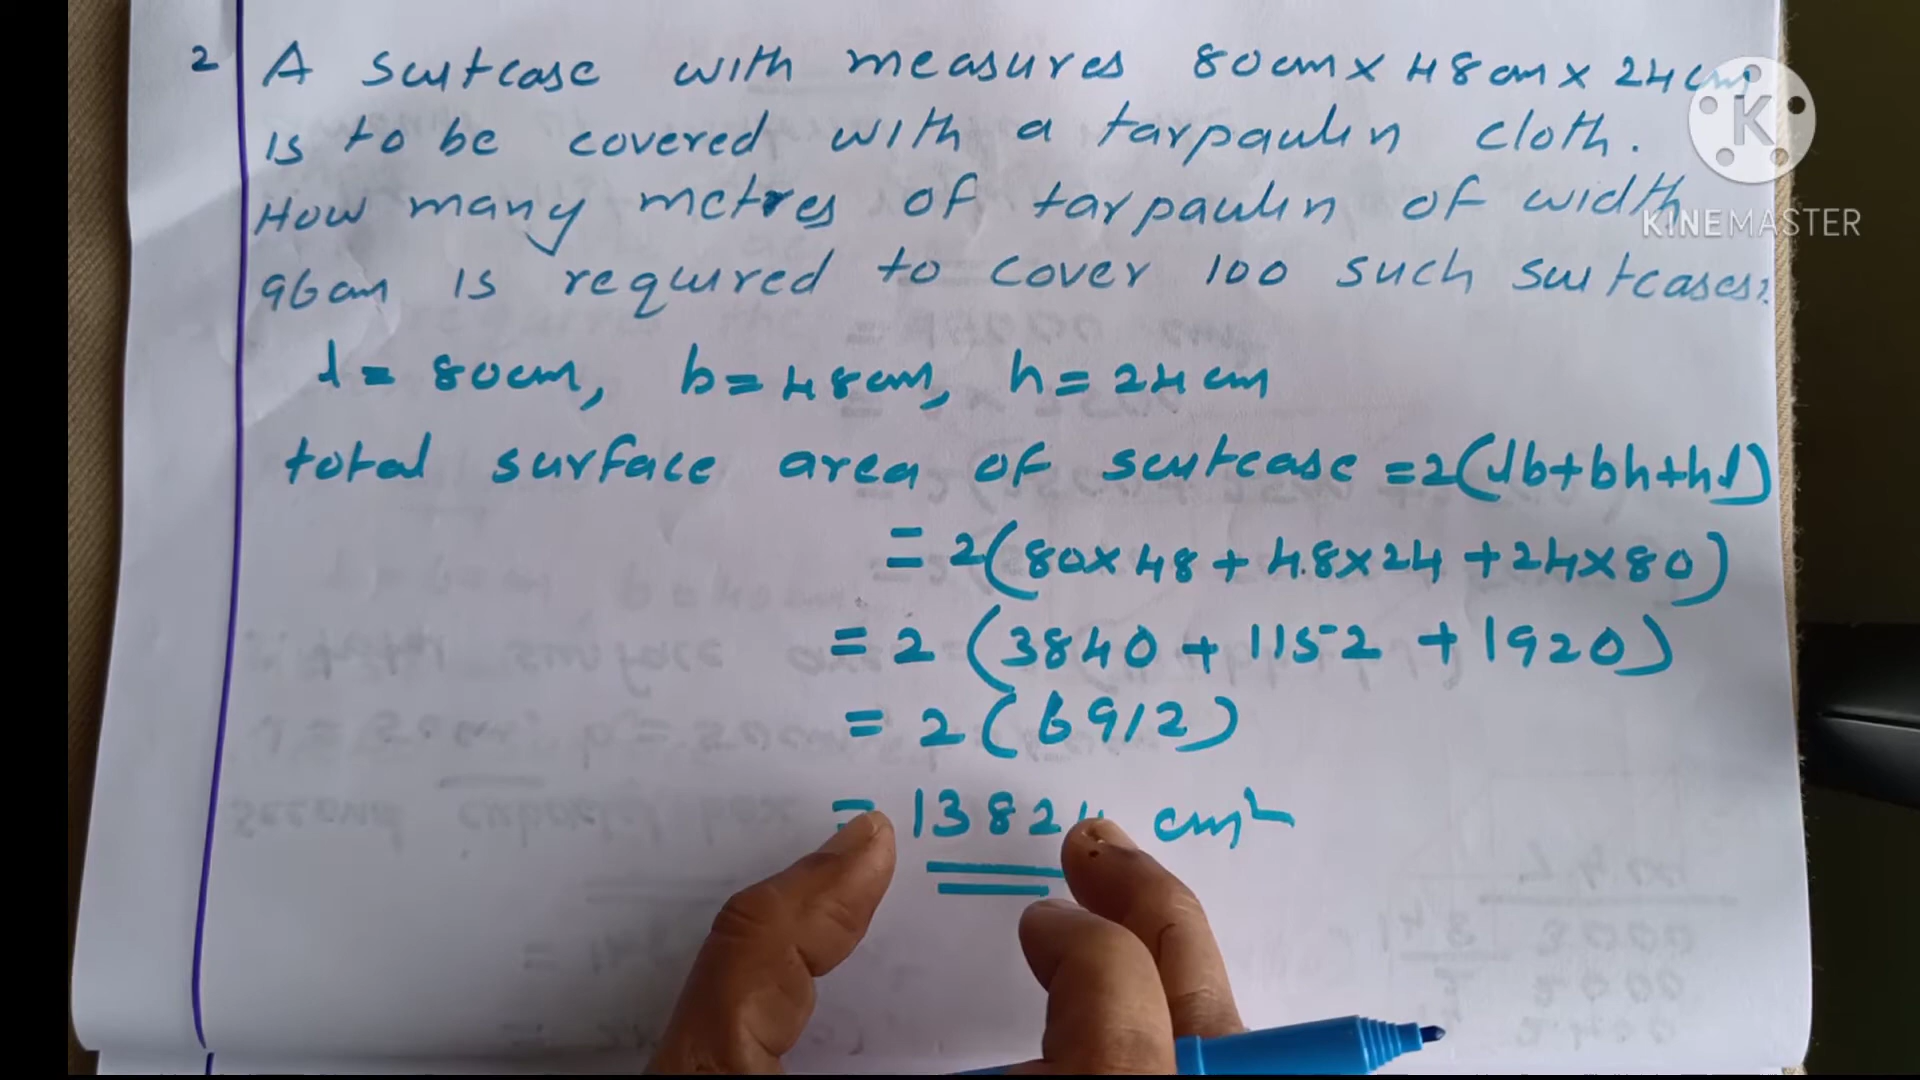 2 A suitcase with measures 80cm x 48cm x 24cm
is to be covered with a tarpaulin cloth.
How many metres of tarpaulin of width
96cm is required to cover 100 such suitcases?
l = 80cm, b = 48cm, h = 24cm
total surface area of suitcase = 2(lb+bh+hl)
= 2(80x48 + 48x24 + 24x80)
= 2 (3840 + 1152 + 1920)
= 2 (6912)
= 13824 cm²
K
KINEMASTER